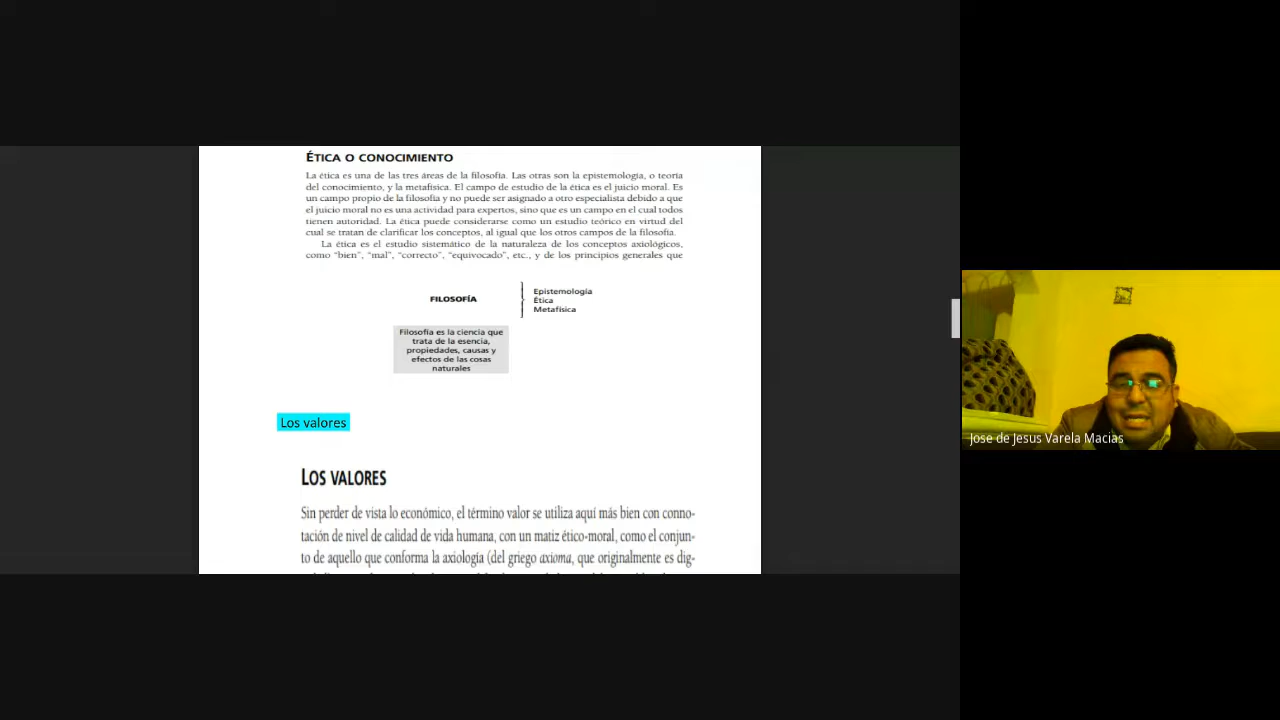 ÉTICA O CONOCIMIENTO
La ética es una de las tres áreas de la filosofía. Las otras son la epistemología, o teoría
del conocimiento, y la metafísica. El campo de estudio de la ética es el juicio moral. Es
un campo propio de la filosofía y no puede ser asignado a otro especialista debido a que
el juicio moral no es una actividad para expertos, sino que es un campo en el cual todos
tienen autoridad. La ética puede considerarse como un estudio teórico en virtud del
cual se tratan de clarificar los conceptos, al igual que los otros campos de la filosofía.
La ética es el estudio sistemático de la naturaleza de los conceptos axiológicos,
como “bien”, “mal”, “correcto”, “equivocado”, etc., y de los principios generales que
FILOSOFÍA
Epistemología
Ética
Metafísica
Filosofía es la ciencia que
trata de la esencia,
propiedades, causas y
efectos de las cosas
naturales
Los valores
LOS VALORES
Sin perder de vista lo económico, el término valor se utiliza aquí más bien con conno-
tación de nivel de calidad de vida humana, con un matiz ético-moral, como el conjun-
to de aquello que conforma la axiología (del griego axioma, que originalmente es dig-
Jose de Jesus Varela Macias